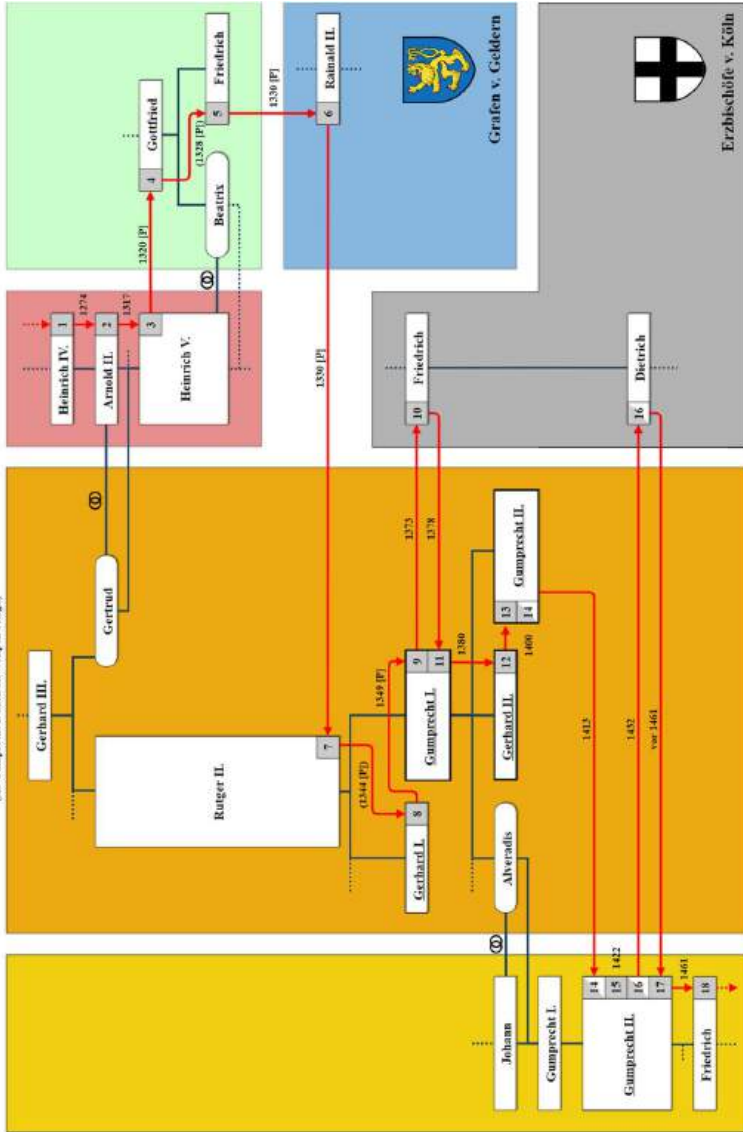 Gerhard III.
Gertrud
Rutger II.
7
(1344 [P])
8
Gerhard I.
1349 [P]
9
11
Gumprecht I.
1380
12
Gerhard II.
1400
13
14
Gumprecht II.
Alveradis
Johann
Gumprecht I.
14
15
16
17
1422
Gumprecht II.
1461
18
Friedrich
1413
1432
vor 1461
1373
1378
1330 [P]
1
Heinrich IV.
1274
2
Arnold II.
1317
3
Heinrich V.
1320 [P]
4
Gottfried
(1328 [P])
5
Friedrich
Beatrix
1330 [P]
6
Rainald II.
Grafen v. Geldern
10
Friedrich
16
Dietrich
Erzbischöfe v. Köln